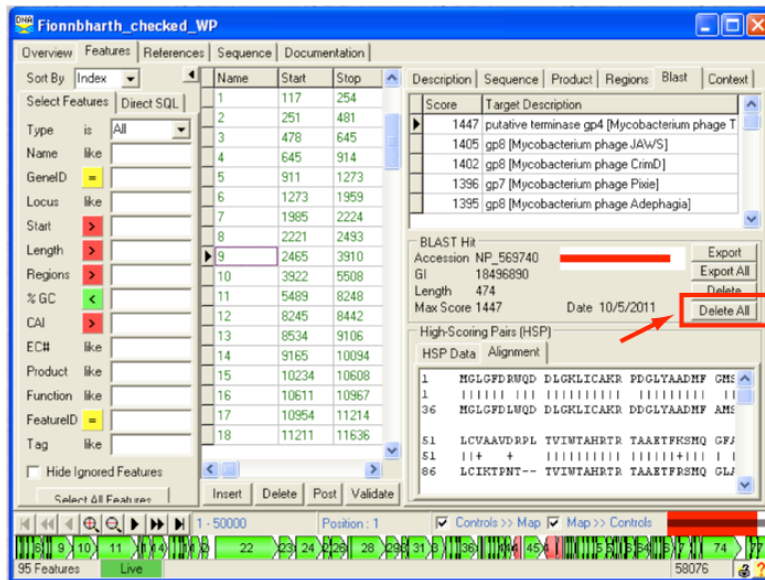 Fionnbharth_checked_WP
Overview Features References Sequence Documentation
Sort By Index
Select Features Direct SQL
Type is All
Name like
GeneID =
Locus like
Start >
Length >
Regions >
% GC <
CAI >
EC# like
Product like
Function like
FeatureID =
Tag like
Hide Ignored Features
Select All Features
Name Start Stop
1 117 254
2 251 481
3 478 645
4 645 914
5 911 1273
6 1273 1959
7 1985 2224
8 2221 2493
9 2465 3910
10 3922 5508
11 5489 8248
12 8245 8442
13 8534 9106
14 9165 10094
15 10234 10608
16 10611 10967
17 10954 11214
18 11211 11636
Insert Delete Post Validate
Description Sequence Product Regions Blast Context
Score Target Description
1447 putative terminase gp4 [Mycobacterium phage T
1405 gp8 [Mycobacterium phage JAWS]
1402 gp8 [Mycobacterium phage CrimD]
1396 gp7 [Mycobacterium phage Pixie]
1395 gp8 [Mycobacterium phage Adephagia]
BLAST Hit
Accession NP_569740 Export
GI 18496890 Export All
Length 474 Delete
Max Score 1447 Date 10/5/2011 Delete All
High-Scoring Pairs (HSP)
HSP Data Alignment
1 MGLGFDRWQD DLGKLICAKR PDGLYAADMF GMS
1 |||||| ||| |||||||||| ||||||||| ||
36 MGLGFDLWQD DLGKLICAKR DDGLYAADMF AMS
51 LCVAAVDRPL TVIWTAHRTR TAAETFKSMQ GFA
51 ||+ + |||||||||| ||||||+||| | |
86 LCIKTPNT-- TVIWTAHRTR TAAETFRSMQ GLA
1 - 50000 Position : 1 Controls >> Map Map >> Controls
9 10 11 22 23 24 28 31 36 45 74 77
95 Features Live 58076